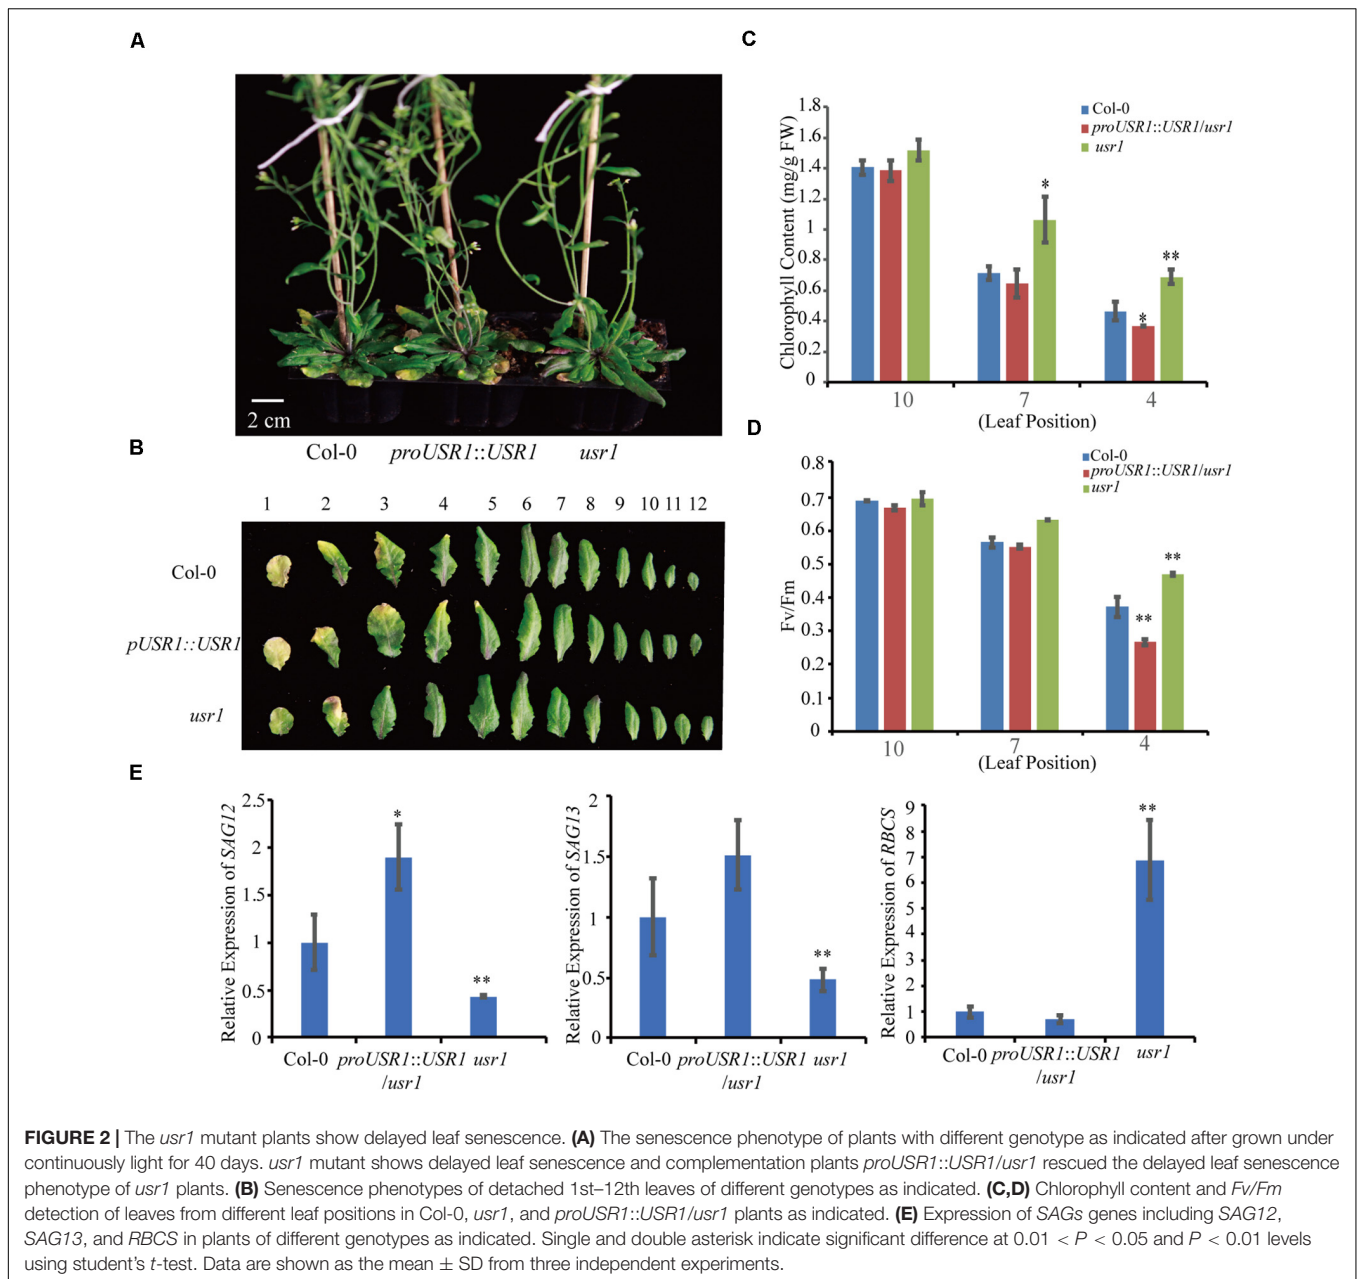 A
2 cm
Col-0 proUSR1::USR1 usr1
B
1 2 3 4 5 6 7 8 9 10 11 12
Col-0
pUSR1::USR1
usr1
C
Chlorophyll Content (mg/g FW)
1.8
1.4
1.2
1
0.8
0.6
0.4
0.2
0
Col-0
proUSR1::USR1/usr1
usr1
*
*
**
10 7 4
(Leaf Position)
D
Fv/Fm
0.8
0.7
0.6
0.5
0.4
0.3
0.2
0.1
0
Col-0
proUSR1::USR1/usr1
usr1
**
**
10 7 4
(Leaf Position)
E
Relative Expression of SAG12
2.5
2
1.5
1
0.5
0
*
**
Col-0 proUSR1::USR1 usr1
/usr1
Relative Expression of SAG13
2
1.5
1
0.5
0
**
Col-0 proUSR1::USR1 usr1
/usr1
Relative Expression of RBCS
9
8
7
6
5
4
3
2
1
0
**
Col-0 proUSR1::USR1 usr1
/usr1
FIGURE 2 | The usr1 mutant plants show delayed leaf senescence. (A) The senescence phenotype of plants with different genotype as indicated after grown under
continuously light for 40 days. usr1 mutant shows delayed leaf senescence and complementation plants proUSR1::USR1/usr1 rescued the delayed leaf senescence
phenotype of usr1 plants. (B) Senescence phenotypes of detached 1st–12th leaves of different genotypes as indicated. (C,D) Chlorophyll content and Fv/Fm
detection of leaves from different leaf positions in Col-0, usr1, and proUSR1::USR1/usr1 plants as indicated. (E) Expression of SAGs genes including SAG12,
SAG13, and RBCS in plants of different genotypes as indicated. Single and double asterisk indicate significant difference at 0.01 < P < 0.05 and P < 0.01 levels
using student's t-test. Data are shown as the mean ± SD from three independent experiments.